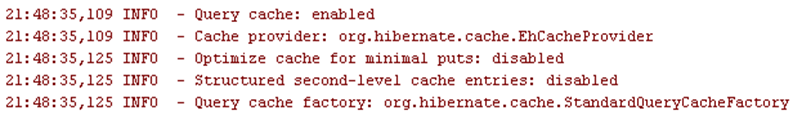 21:48:35,109 INFO  - Query cache: enabled
21:48:35,109 INFO  - Cache provider: org.hibernate.cache.EhCacheProvider
21:48:35,125 INFO  - Optimize cache for minimal puts: disabled
21:48:35,125 INFO  - Structured second-level cache entries: disabled
21:48:35,125 INFO  - Query cache factory: org.hibernate.cache.StandardQueryCacheFactory